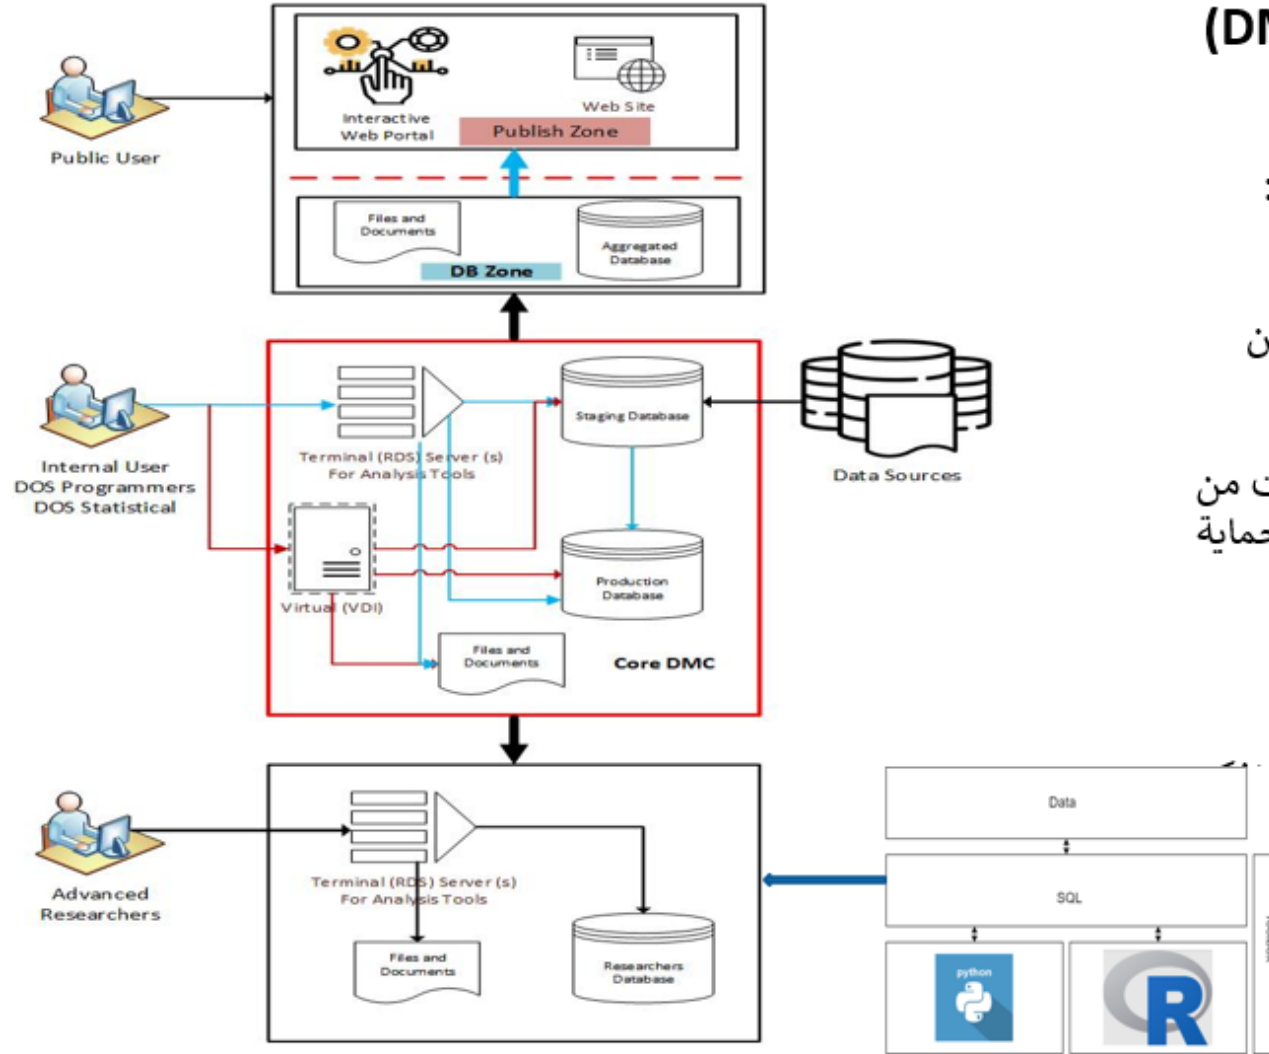 (DM
:
Interactive
Web Portal
Web Site
Publish Zone
Public User
Files and
Documents
Aggregated
Database
DB Zone
ن
Internal User
DOS Programmers
DOS Statistical
Terminal (RDS) Server (s)
For Analysis Tools
Staging Database
Data Sources
ت من
حماية
Virtual (VDI)
Production
Database
Files and
Documents
Core DMC
Advanced
Researchers
Terminal (RDS) Server (s)
For Analysis Tools
Files and
Documents
Researchers
Database
Data
SQL
python
R